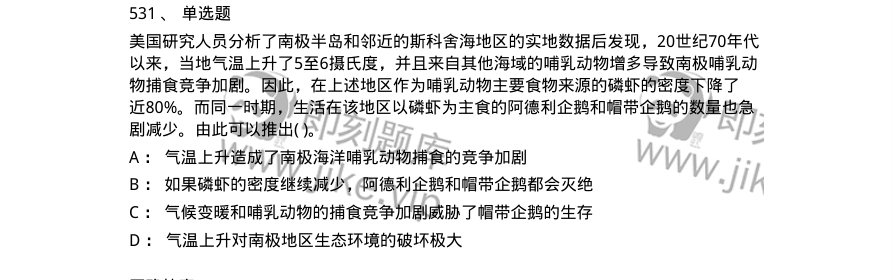 531 、 单选题
美国研究人员分析了南极半岛和邻近的斯科舍海地区的实地数据后发现，20世纪70年代
以来，当地气温上升了5至6摄氏度，并且来自其他海域的哺乳动物增多导致南极哺乳动
物捕食竞争加剧。因此，在上述地区作为哺乳动物主要食物来源的磷虾的密度下降了
近80%。而同一时期，生活在该地区以磷虾为主食的阿德利企鹅和帽带企鹅的数量也急
剧减少。由此可以推出( )。
A ： 气温上升造成了南极海洋哺乳动物捕食的竞争加剧
B ： 如果磷虾的密度继续减少，阿德利企鹅和帽带企鹅都会灭绝
C ： 气候变暖和哺乳动物的捕食竞争加剧威胁了帽带企鹅的生存
D ： 气温上升对南极地区生态环境的破坏极大
即刻题库
www.jike.vip
即刻
www.jik